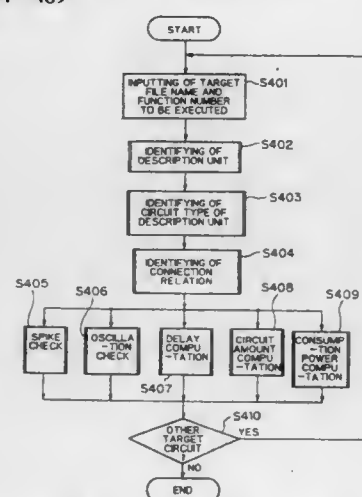 START
INPUTTING OF TARGET
FILE NAME AND
FUNCTION NUMBER
TO BE EXECUTED
S401
IDENTIFYING OF
DESCRIPTION UNIT
S402
IDENTIFYING OF
CIRCUIT TYPE OF
DESCRIPTION UNIT
S403
IDENTIFYING OF
CONNECTION
RELATION
S404
S405
SPIKE
CHECK
S406
OSCILLA
-TION
CHECK
DELAY
COMPU
-TATION
S407
S408
CIRCUIT
AMOUNT
COMPU
-TATION
S409
CONSUMP
-TION
POWER
COMPU
-TATION
S410
OTHER
TARGET
CIRCUIT
YES
NO
END